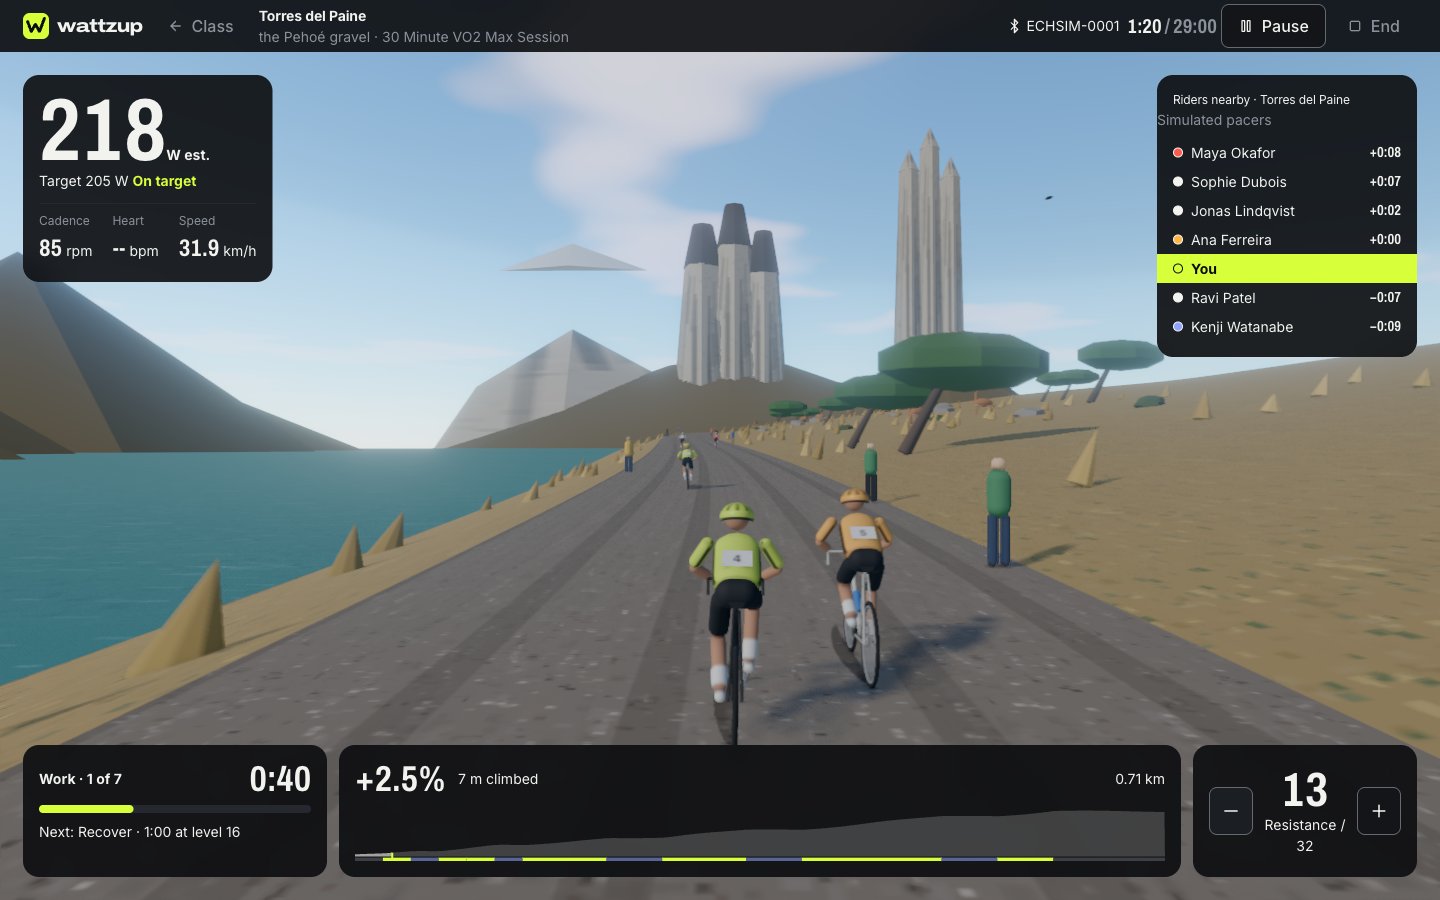 W wattzup
← Class
Torres del Paine
the Pehoé gravel · 30 Minute VO2 Max Session
ECHSIM-0001 1:20 / 29:00
Pause
End
218 W est.
Target 205 W On target
Cadence Heart Speed
85 rpm -- bpm 31.9 km/h
Riders nearby · Torres del Paine
Simulated pacers
Maya Okafor +0:08
Sophie Dubois +0:07
Jonas Lindqvist +0:02
Ana Ferreira +0:00
You
Ravi Patel −0:07
Kenji Watanabe −0:09
4
5
Work · 1 of 7 0:40
Next: Recover · 1:00 at level 16
+2.5% 7 m climbed 0.71 km
−
13
+
Resistance /
32